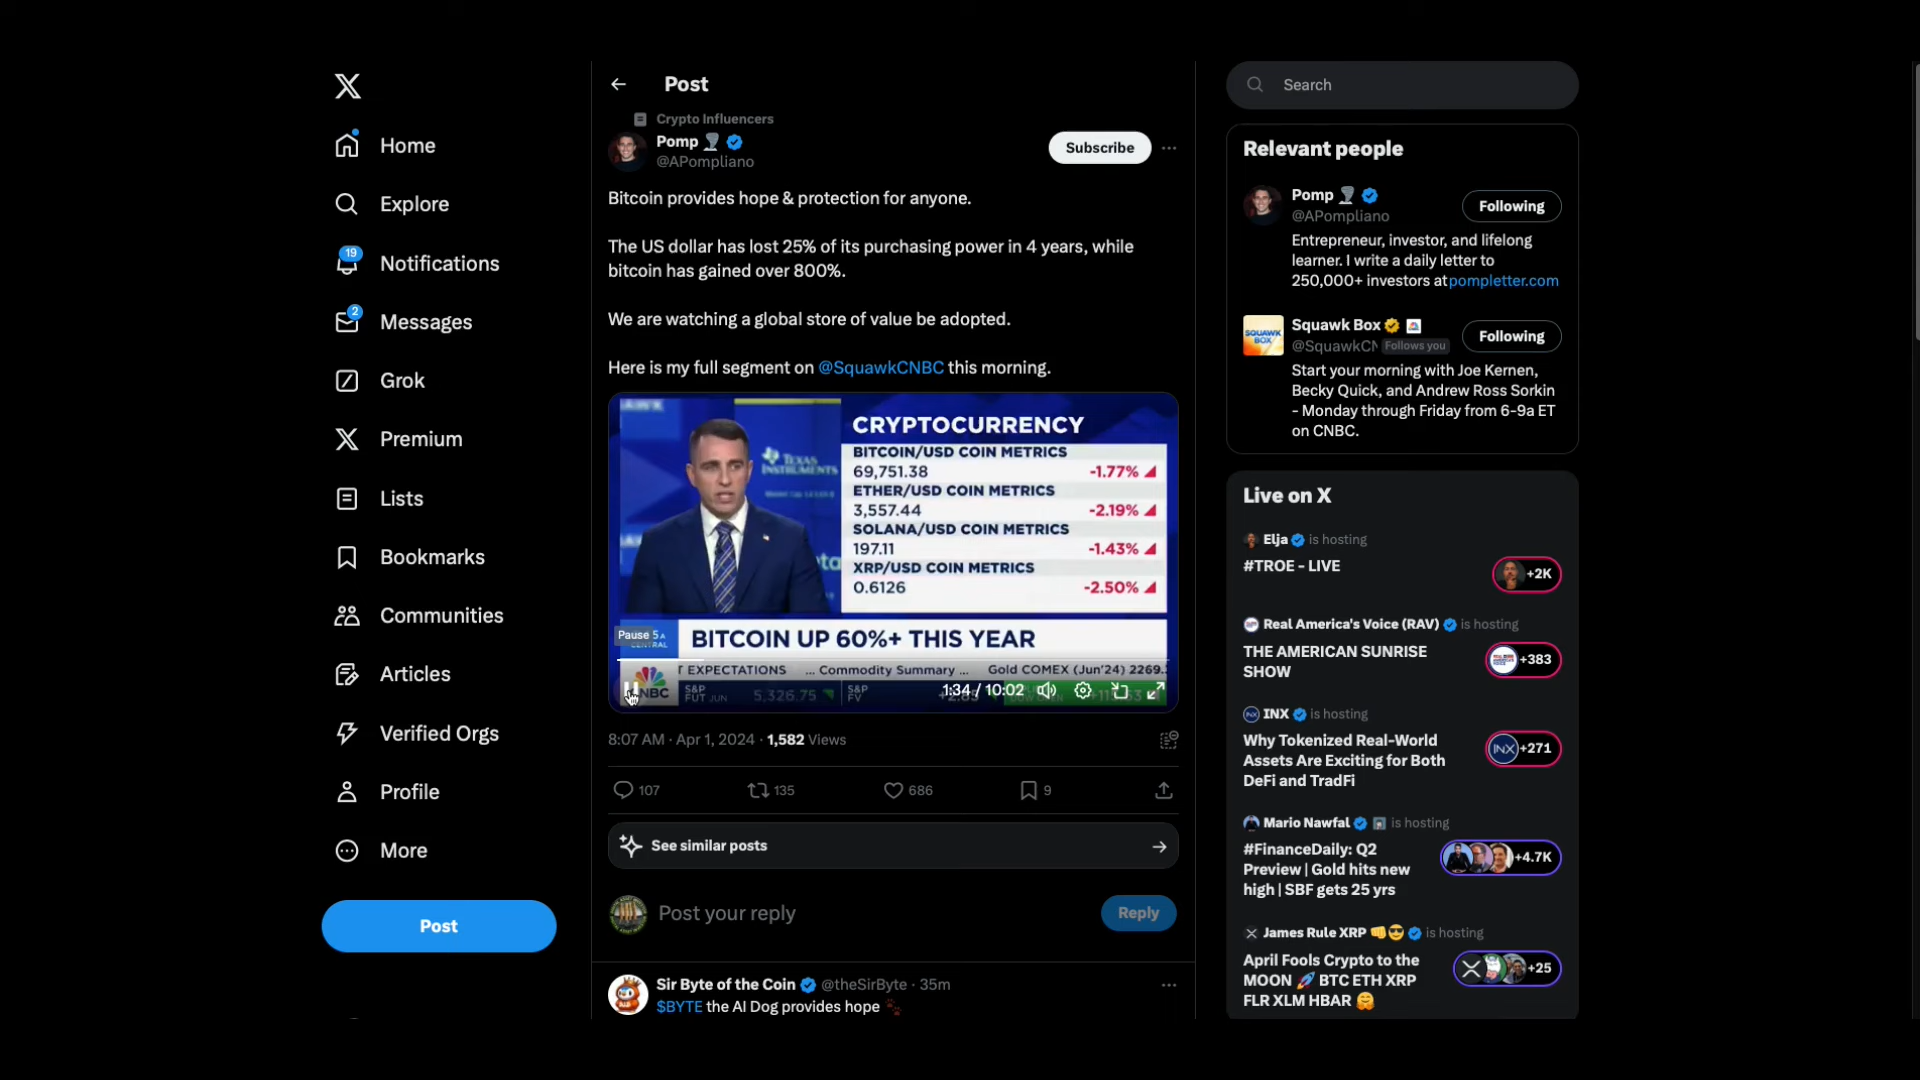 Home
Explore
19
Notifications
2
Messages
Grok
Premium
Lists
Bookmarks
Communities
Articles
Verified Orgs
Profile
More
Post
Post
Crypto Influencers
Pomp
@APompliano
Subscribe
Bitcoin provides hope & protection for anyone.
The US dollar has lost 25% of its purchasing power in 4 years, while
bitcoin has gained over 800%.
We are watching a global store of value be adopted.
Here is my full segment on @SquawkCNBC this morning.
TEXAS
INSTRUMENTS
CRYPTOCURRENCY
BITCOIN/USD COIN METRICS
69,751.38 -1.77%
ETHER/USD COIN METRICS
3,557.44 -2.19%
SOLANA/USD COIN METRICS
197.11 -1.43%
XRP/USD COIN METRICS
0.6126 -2.50%
Pause
BITCOIN UP 60%+ THIS YEAR
T EXPECTATIONS ... Commodity Summary ... Gold COMEX (Jun'24) 2269.
NBC S&P FUT JUN 5,326.75 S&P FV
1:34 / 10:02
8:07 AM · Apr 1, 2024 · 1,582 Views
107 135 686 9
See similar posts
Post your reply
Reply
Sir Byte of the Coin @theSirByte · 35m
$BYTE the AI Dog provides hope
Search
Relevant people
Pomp
@APompliano
Following
Entrepreneur, investor, and lifelong
learner. I write a daily letter to
250,000+ investors at pompletter.com
SQUAWK
BOX
Squawk Box
@SquawkCN Follows you
Following
Start your morning with Joe Kernen,
Becky Quick, and Andrew Ross Sorkin
- Monday through Friday from 6-9a ET
on CNBC.
Live on X
Elja is hosting
#TROE - LIVE
+2K
Real America's Voice (RAV) is hosting
THE AMERICAN SUNRISE
SHOW
+383
INX is hosting
Why Tokenized Real-World
Assets Are Exciting for Both
DeFi and TradFi
INX +271
Mario Nawfal is hosting
#FinanceDaily: Q2
Preview | Gold hits new
high | SBF gets 25 yrs
+4.7K
James Rule XRP is hosting
April Fools Crypto to the
MOON BTC ETH XRP
FLR XLM HBAR
+25